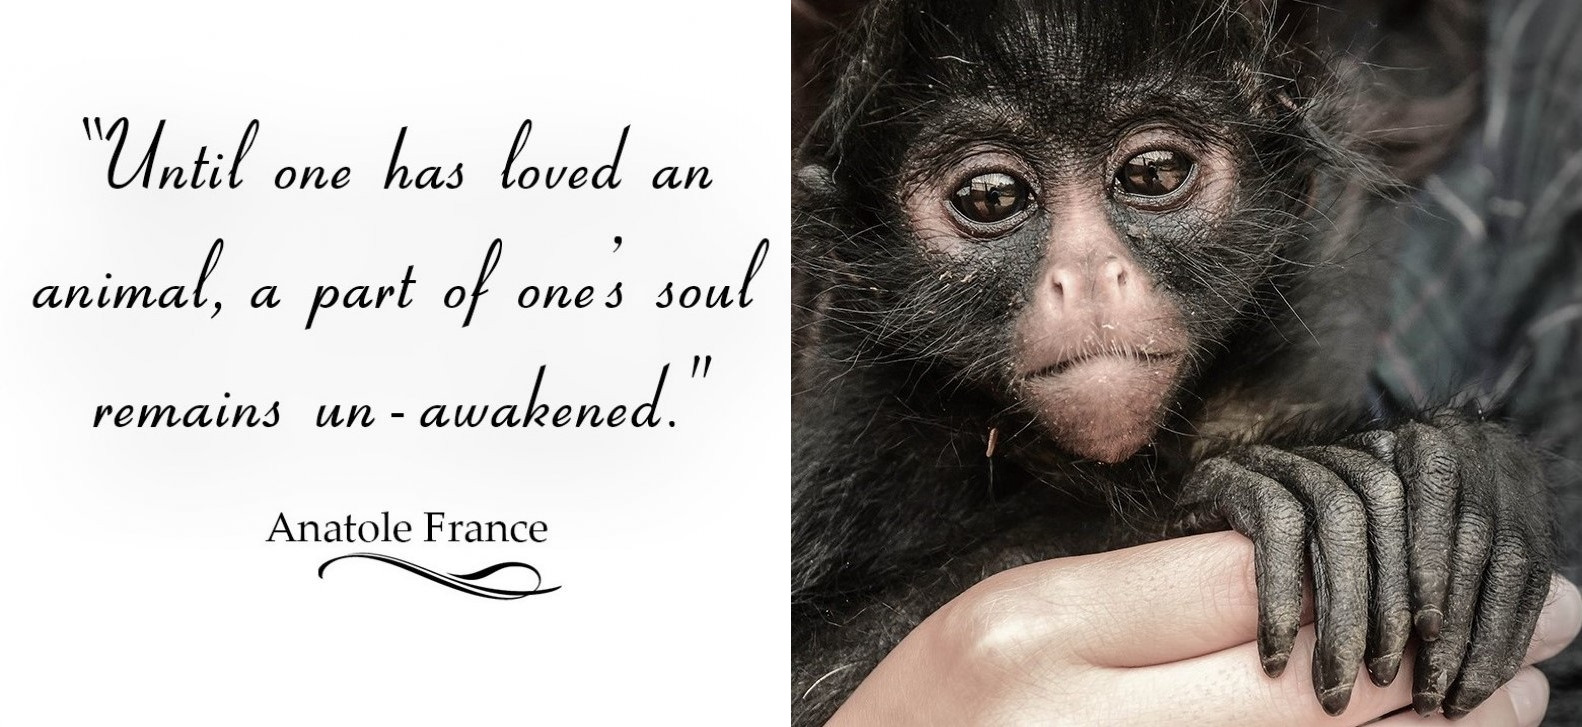 "Until one has loved an
animal, a part of one's soul
remains un-awakened."
Anatole France